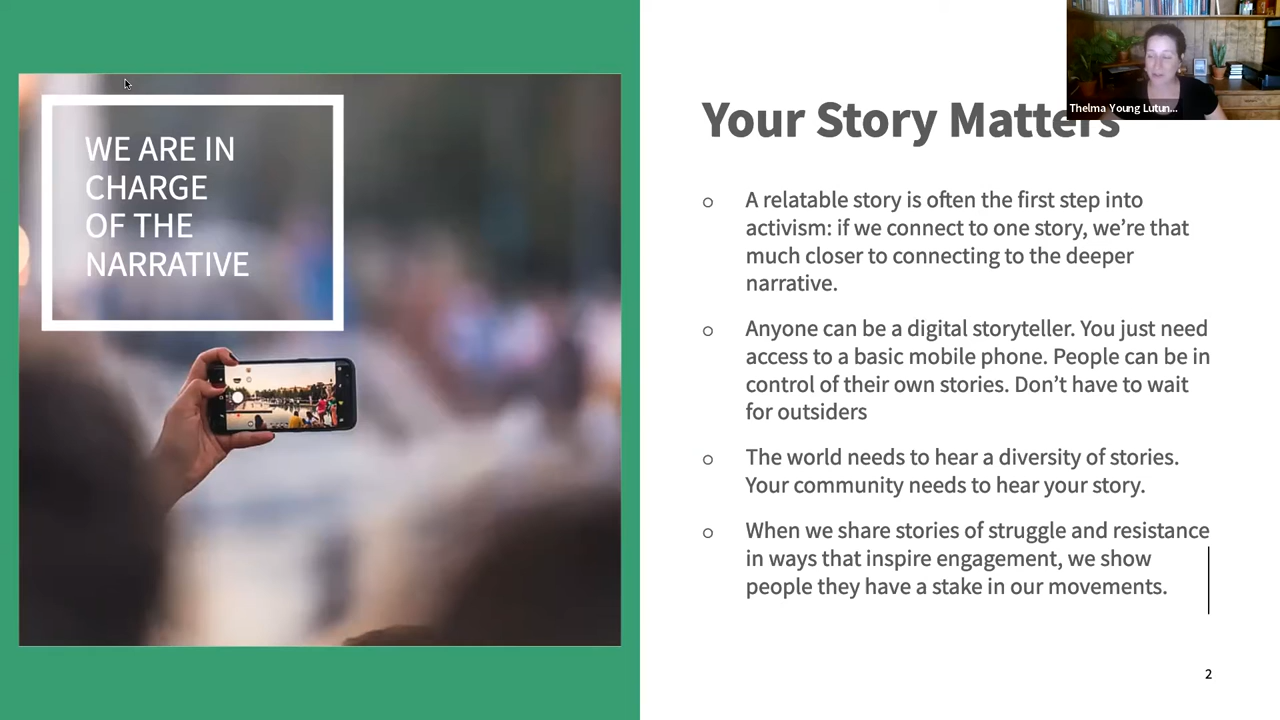 WE ARE IN
CHARGE
OF THE
NARRATIVE
Thelma Young Lutun...
Your Story Matters
○ A relatable story is often the first step into
activism: if we connect to one story, we’re that
much closer to connecting to the deeper
narrative.
○ Anyone can be a digital storyteller. You just need
access to a basic mobile phone. People can be in
control of their own stories. Don’t have to wait
for outsiders
○ The world needs to hear a diversity of stories.
Your community needs to hear your story.
○ When we share stories of struggle and resistance
in ways that inspire engagement, we show
people they have a stake in our movements.
2